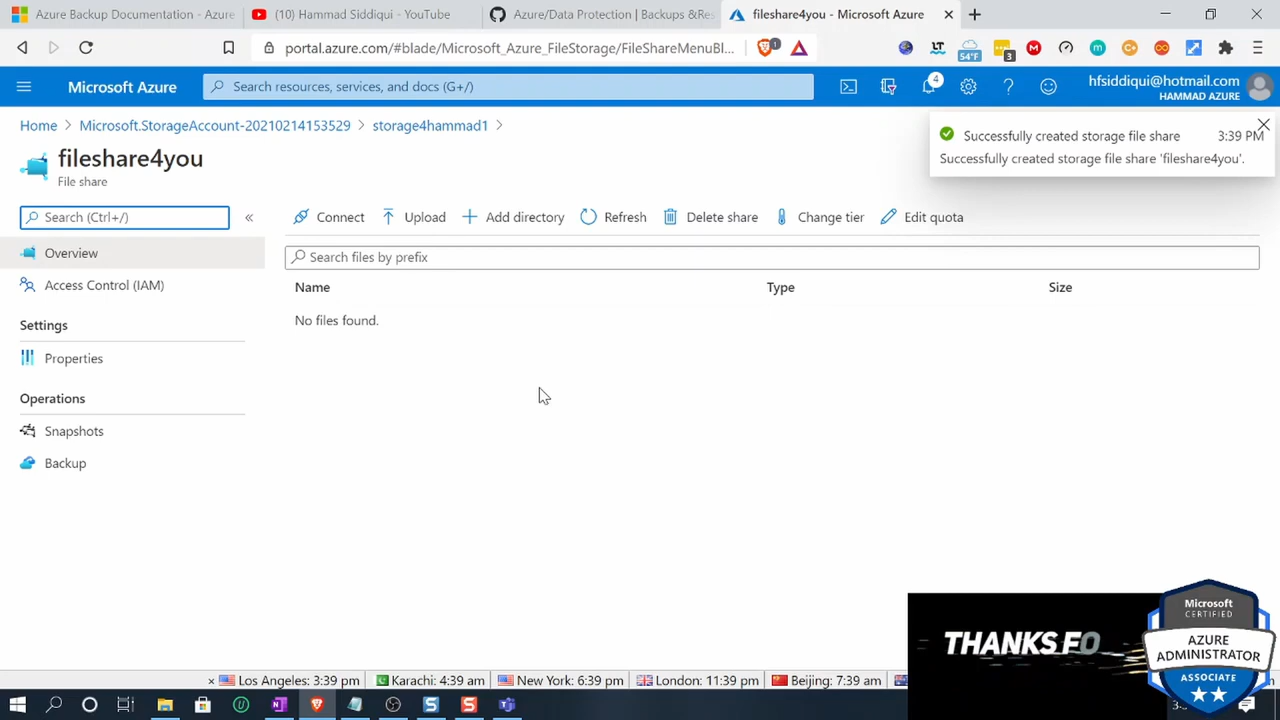 Azure Backup Documentation - Azure
(10) Hammad Siddiqui - YouTube
Azure/Data Protection | Backups &Res
fileshare4you - Microsoft Azure
portal.azure.com/#blade/Microsoft_Azure_FileStorage/FileShareMenuBl...
1
54°F
3
Microsoft Azure
Search resources, services, and docs (G+/)
4
hfsiddiqui@hotmail.com
HAMMAD AZURE
Home > Microsoft.StorageAccount-20210214153529 > storage4hammad1 >
Successfully created storage file share 3:39 PM
Successfully created storage file share 'fileshare4you'.
fileshare4you
File share
Search (Ctrl+/)
«
Connect
Upload
Add directory
Refresh
Delete share
Change tier
Edit quota
Overview
Search files by prefix
Access Control (IAM)
Name Type Size
No files found.
Settings
Properties
Operations
Snapshots
Backup
THANKS FO
Microsoft
CERTIFIED
AZURE
ADMINISTRATOR
ASSOCIATE
Los Angeles: 3:39 pm
4:39 am
New York: 6:39 pm
London: 11:39 pm
Beijing: 7:39 am